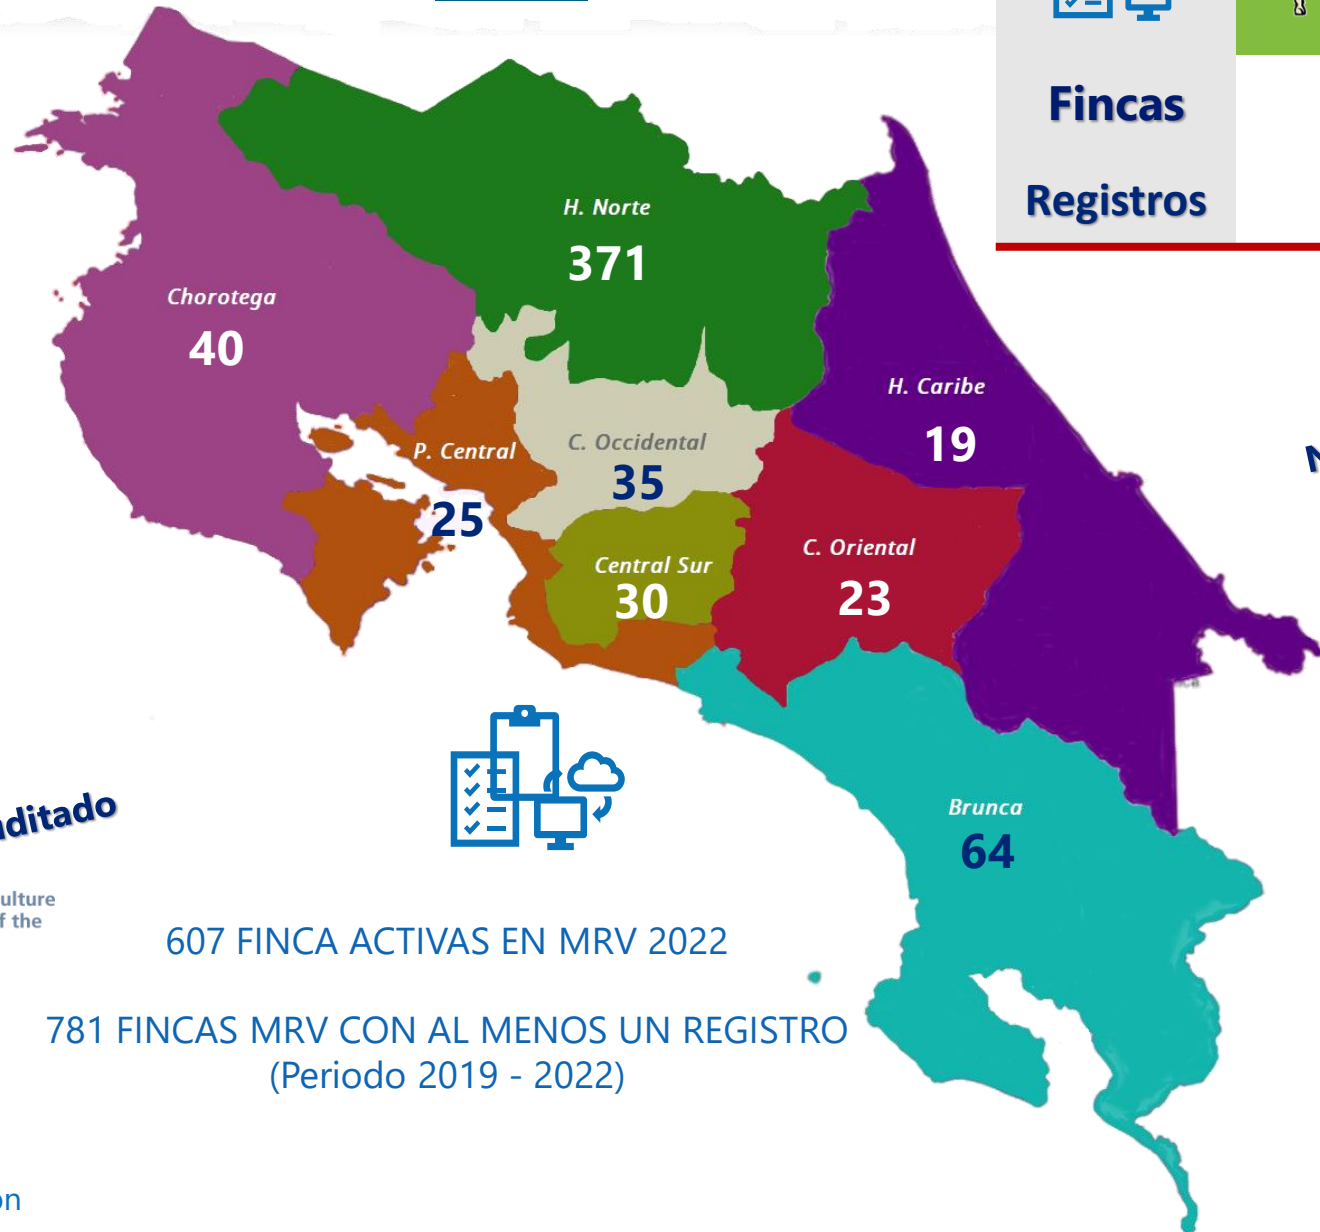 Fincas
Registros
H. Norte
371
Chorotega
40
H. Caribe
19
P. Central
25
C. Occidental
35
Central Sur
30
C. Oriental
23
Brunca
64
607 FINCA ACTIVAS EN MRV 2022
781 FINCAS MRV CON AL MENOS UN REGISTRO
(Periodo 2019 - 2022)